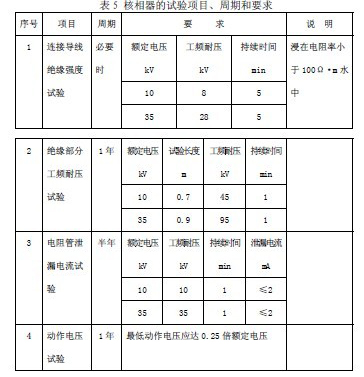 表 5 核相器的试验项目、周期和要求
序号 项目 周期 要 求 说 明
1 连接导线 必要 额定电压 工频耐压 持续时间 浸在电阻率小
绝缘强度 时 kV kV min 于100Ω·m水
试验 10 8 5 中
35 28 5
2 绝缘部分 1年 额定电压 试验长度 工频耐压 持续时间
工频耐压 kV m kV min
试验 10 0.7 45 1
35 0.9 95 1
3 电阻管泄 半年 额定电压 工频耐压 持续时间 泄漏电流
漏电流试 kV kV min mA
验 10 10 1 ≤2
35 35 1 ≤2
4 动作电压 1年 最低动作电压应达0.25倍额定电压
试验